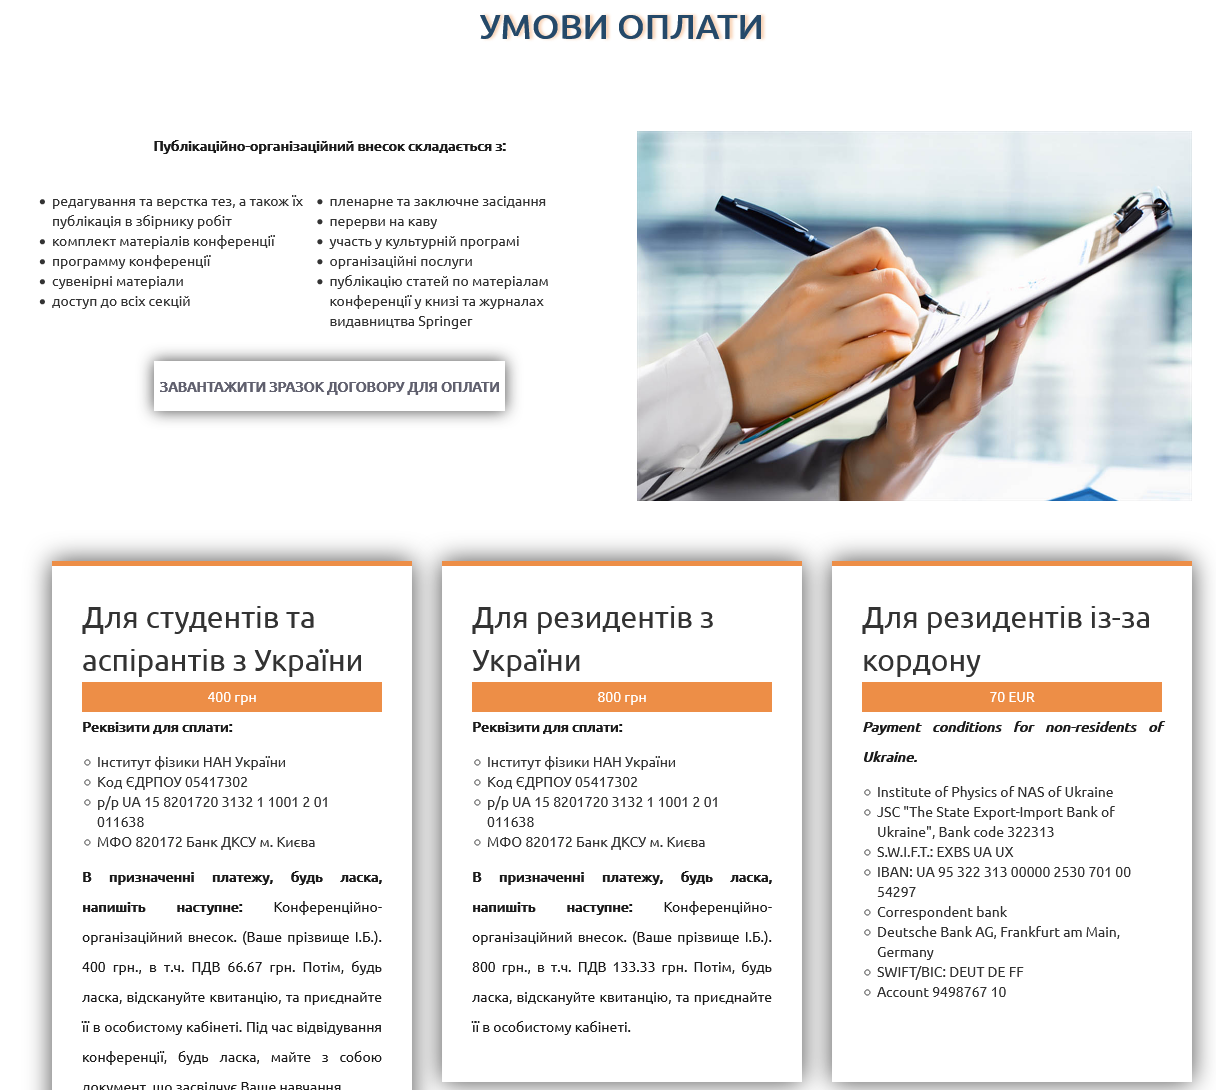 УМОВИ ОПЛАТИ
Публікаційно-організаційний внесок складається з:
редагування та верстка тез, а також їх
публікація в збірнику робіт
комплект матеріалів конференції
программу конференції
сувенірні матеріали
доступ до всіх секцій
пленарне та заключне засідання
перерви на каву
участь у культурній програмі
організаційні послуги
публікацію статей по матеріалам
конференції у книзі та журналах
видавництва Springer
ЗАВАНТАЖИТИ ЗРАЗОК ДОГОВОРУ ДЛЯ ОПЛАТИ
Для студентів та
аспірантів з України
400 грн
Реквізити для сплати:
Інститут фізики НАН України
Код ЄДРПОУ 05417302
р/р UA 15 8201720 3132 1 1001 2 01
011638
МФО 820172 Банк ДКСУ м. Києва
В призначенні платежу, будь ласка,
напишіть наступне: Конференційно-
організаційний внесок. (Ваше прізвище І.Б.).
400 грн., в т.ч. ПДВ 66.67 грн. Потім, будь
ласка, відскануйте квитанцію, та приєднайте
її в особистому кабінеті. Під час відвідування
конференції, будь ласка, майте з собою
документ, що засвідчує Ваше навчання.
Для резидентів з
України
800 грн
Реквізити для сплати:
Інститут фізики НАН України
Код ЄДРПОУ 05417302
р/р UA 15 8201720 3132 1 1001 2 01
011638
МФО 820172 Банк ДКСУ м. Києва
В призначенні платежу, будь ласка,
напишіть наступне: Конференційно-
організаційний внесок. (Ваше прізвище І.Б.).
800 грн., в т.ч. ПДВ 133.33 грн. Потім, будь
ласка, відскануйте квитанцію, та приєднайте
її в особистому кабінеті.
Для резидентів із-за
кордону
70 EUR
Payment conditions for non-residents of
Ukraine.
Institute of Physics of NAS of Ukraine
JSC "The State Export-Import Bank of
Ukraine", Bank code 322313
S.W.I.F.T.: EXBS UA UX
IBAN: UA 95 322 313 00000 2530 701 00
54297
Correspondent bank
Deutsche Bank AG, Frankfurt am Main,
Germany
SWIFT/BIC: DEUT DE FF
Account 9498767 10